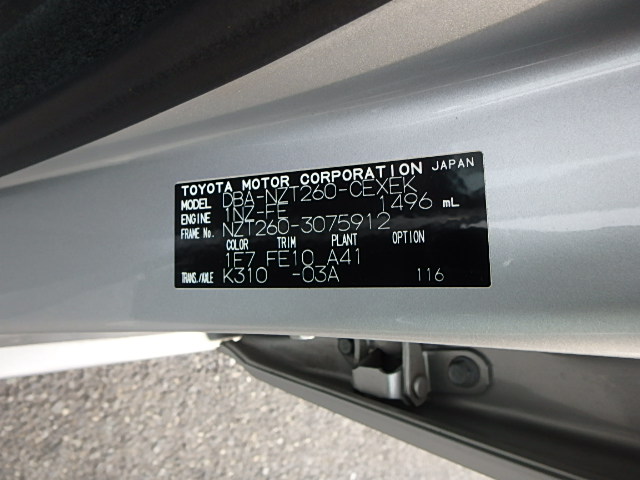 TOYOTA MOTOR CORPORATION JAPAN
MODEL DBA-NZT260-CEXEK
ENGINE 1NZ-FE 1496 mL
FRAME No. NZT260-3075912
COLOR TRIM PLANT OPTION
1F7 FE10 A41
TRANS./AXLE K310 -03A 116